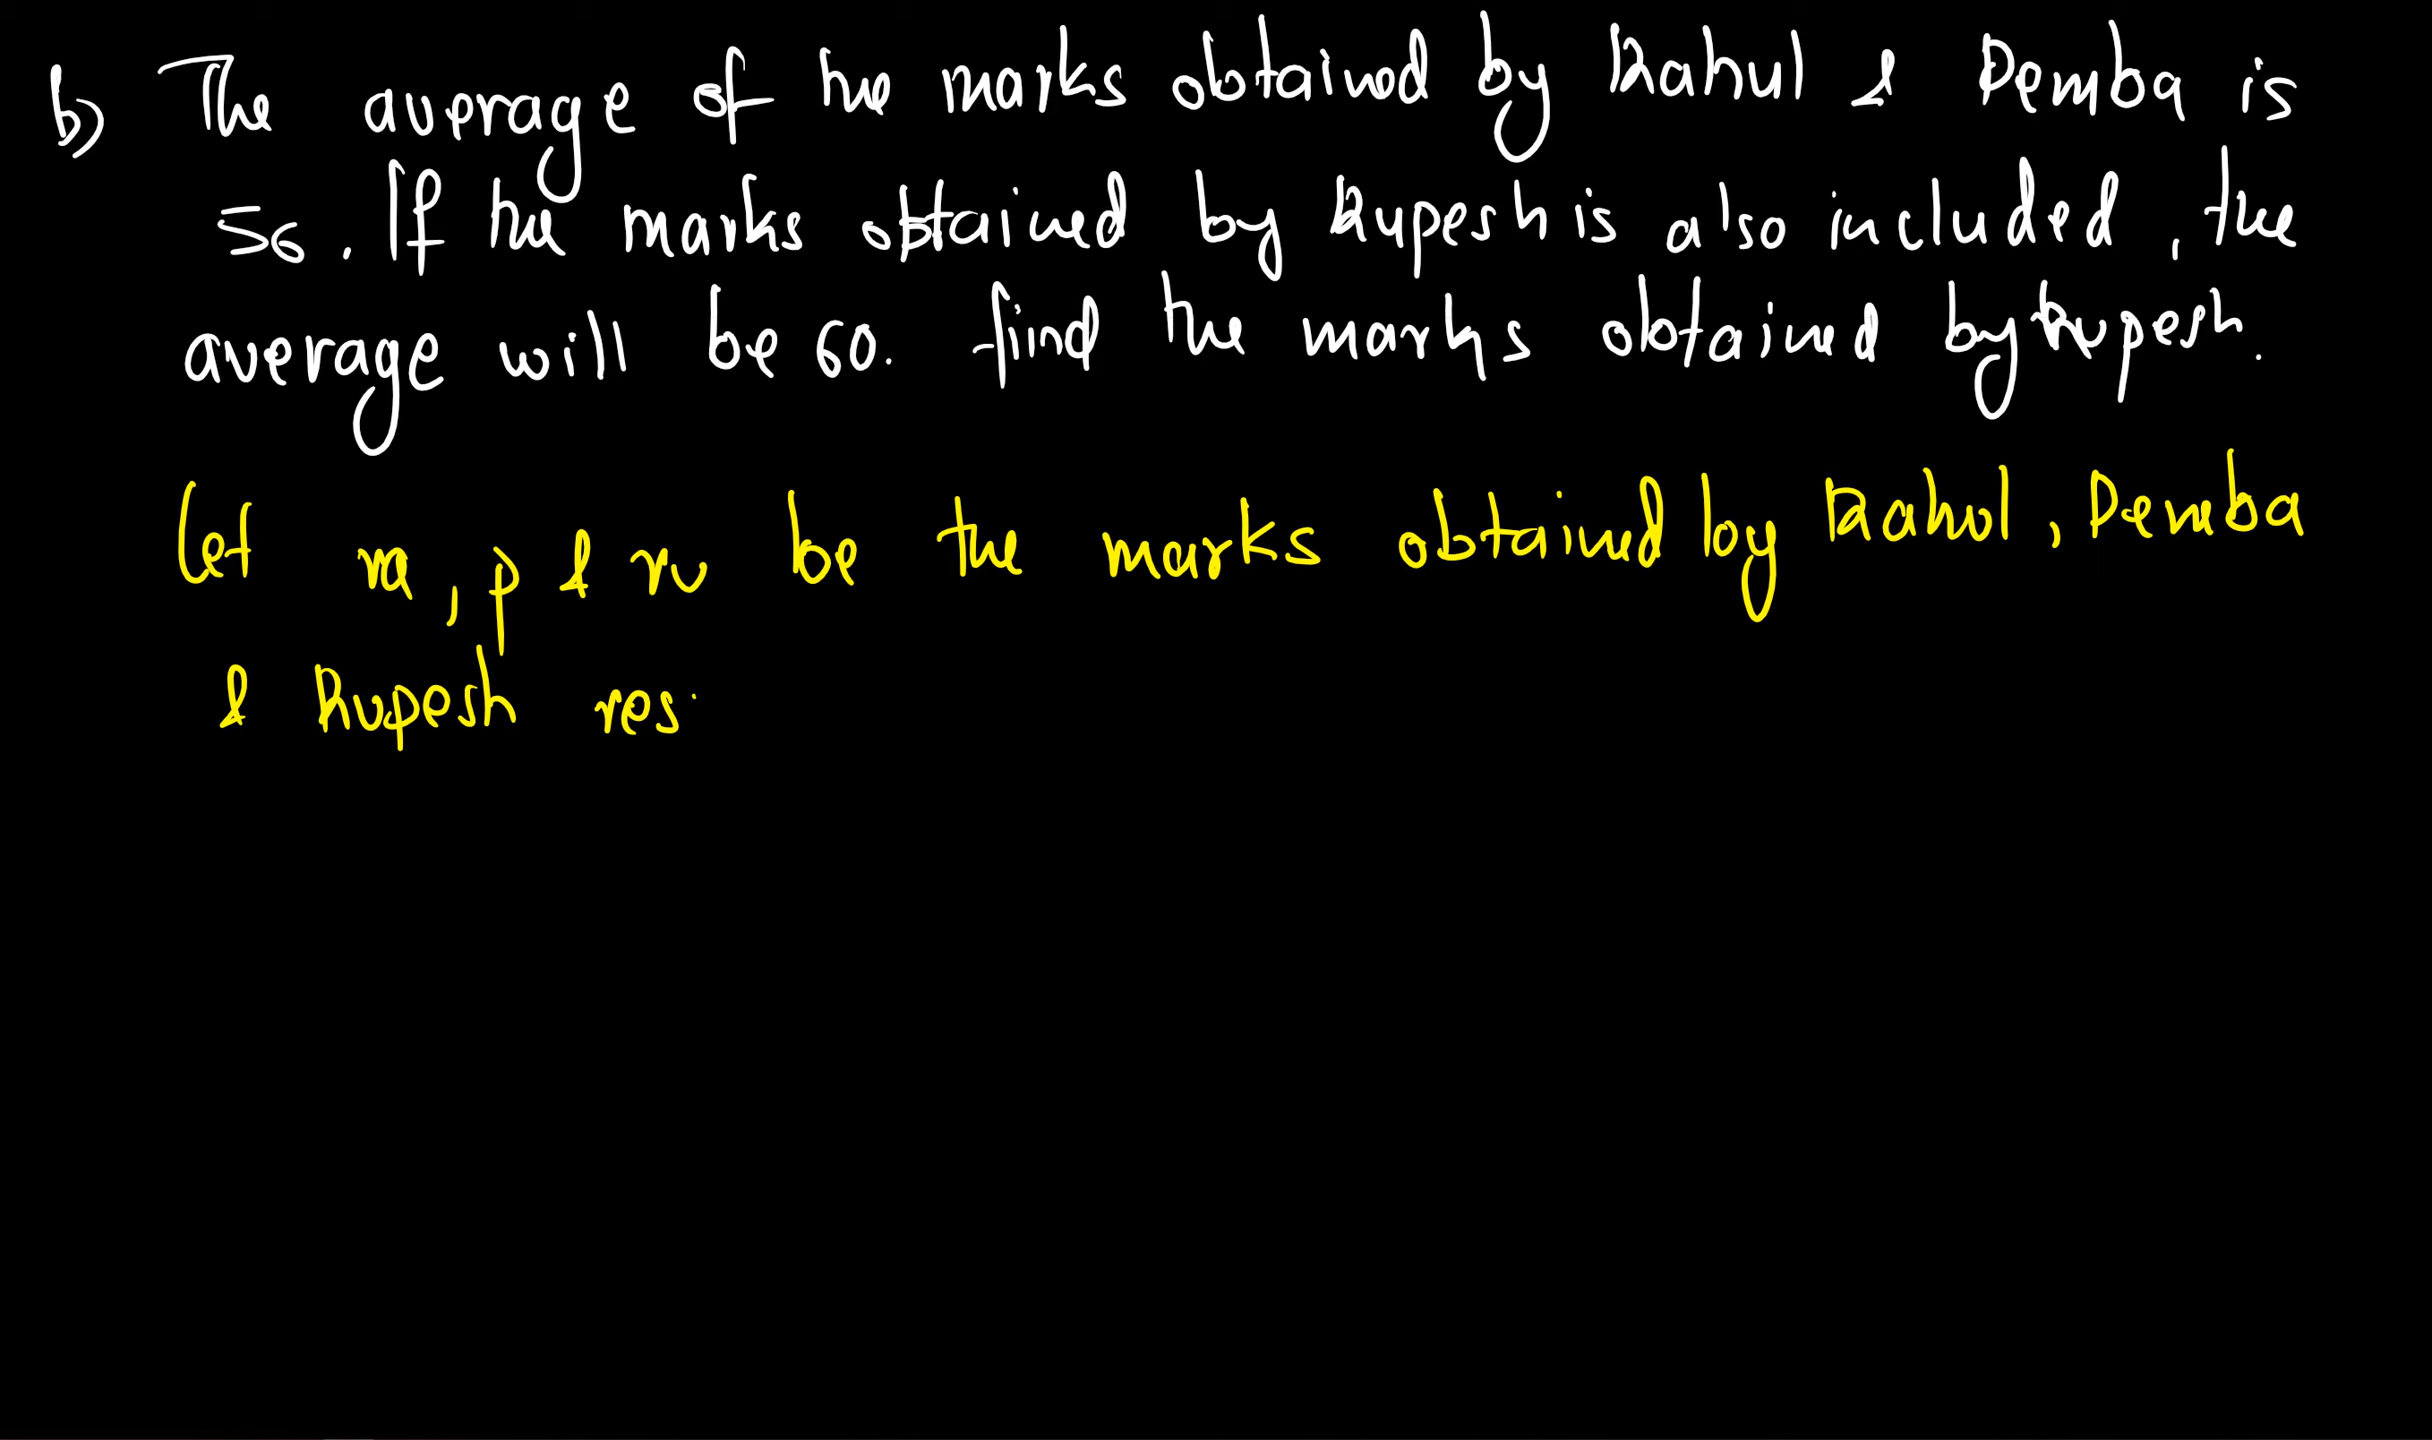 b) The average of the marks obtained by Rahul & Pemba is
56. If the marks obtained by Rupesh is also included, the
average will be 60. find the marks obtained by Rupesh.
Let ra, p & ru be the marks obtained by Rahul, Pemba
& Rupesh res.